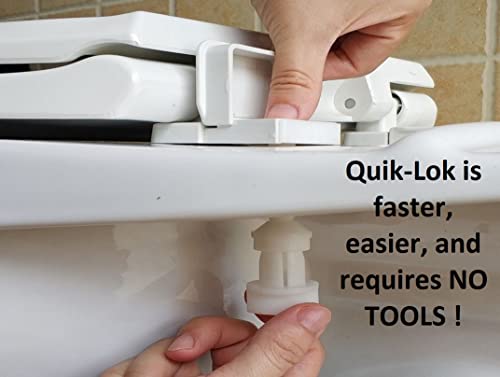 Quik-Lok is
faster,
easier, and
requires NO
TOOLS !